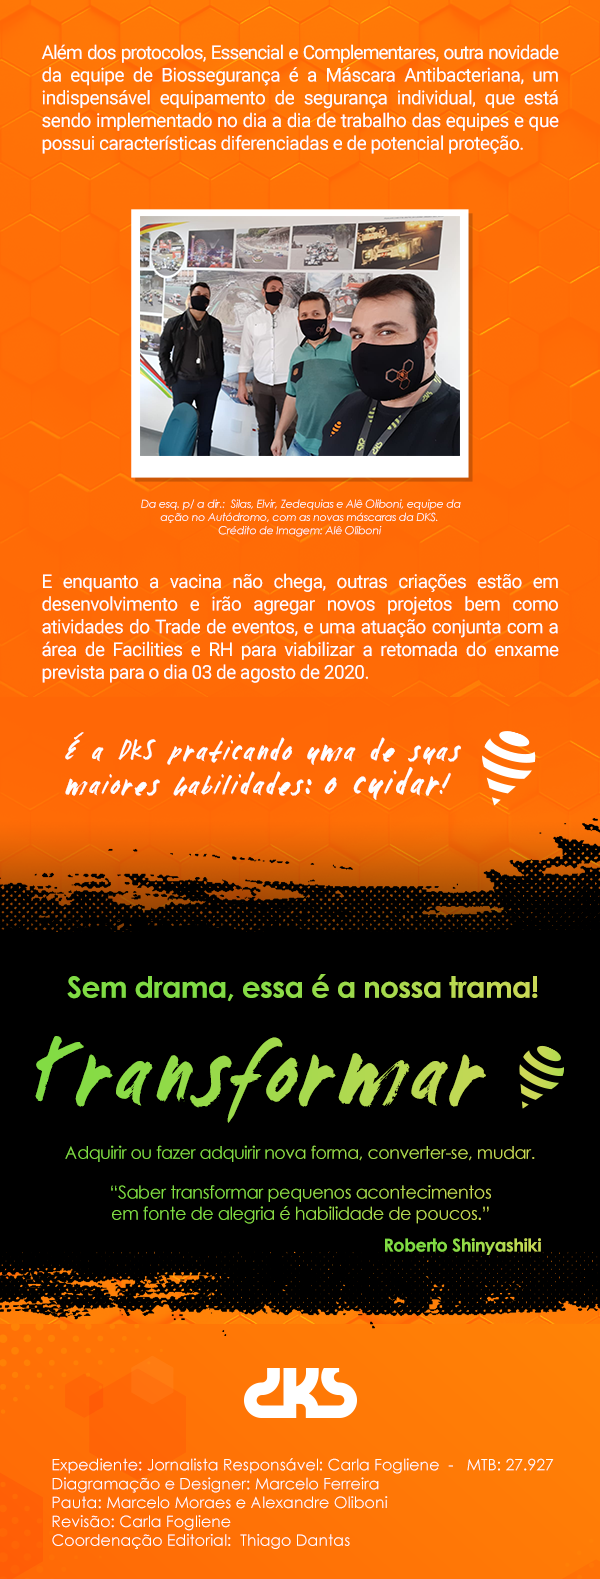 Além dos protocolos, Essencial e Complementares, outra novidade
da equipe de Biossegurança é a Máscara Antibacteriana, um
indispensável equipamento de segurança individual, que está
sendo implementado no dia a dia de trabalho das equipes e que
possui características diferenciadas e de potencial proteção.
DKS
Da esq. p/ a dir.: Silas, Elvir, Zedequias e Alê Oliboni, equipe da
ação no Autódromo, com as novas máscaras da DKS.
Crédito de Imagem: Alê Oliboni
E enquanto a vacina não chega, outras criações estão em
desenvolvimento e irão agregar novos projetos bem como
atividades do Trade de eventos, e uma atuação conjunta com a
área de Facilities e RH para viabilizar a retomada do enxame
prevista para o dia 03 de agosto de 2020.
É a DKS praticando uma de suas
maiores habilidades: o cuidar!
Sem drama, essa é a nossa trama!
transformar
Adquirir ou fazer adquirir nova forma, converter-se, mudar.
“Saber transformar pequenos acontecimentos
em fonte de alegria é habilidade de poucos.”
Roberto Shinyashiki
DKS
Expediente: Jornalista Responsável: Carla Fogliene - MTB: 27.927
Diagramação e Designer: Marcelo Ferreira
Pauta: Marcelo Moraes e Alexandre Oliboni
Revisão: Carla Fogliene
Coordenação Editorial: Thiago Dantas